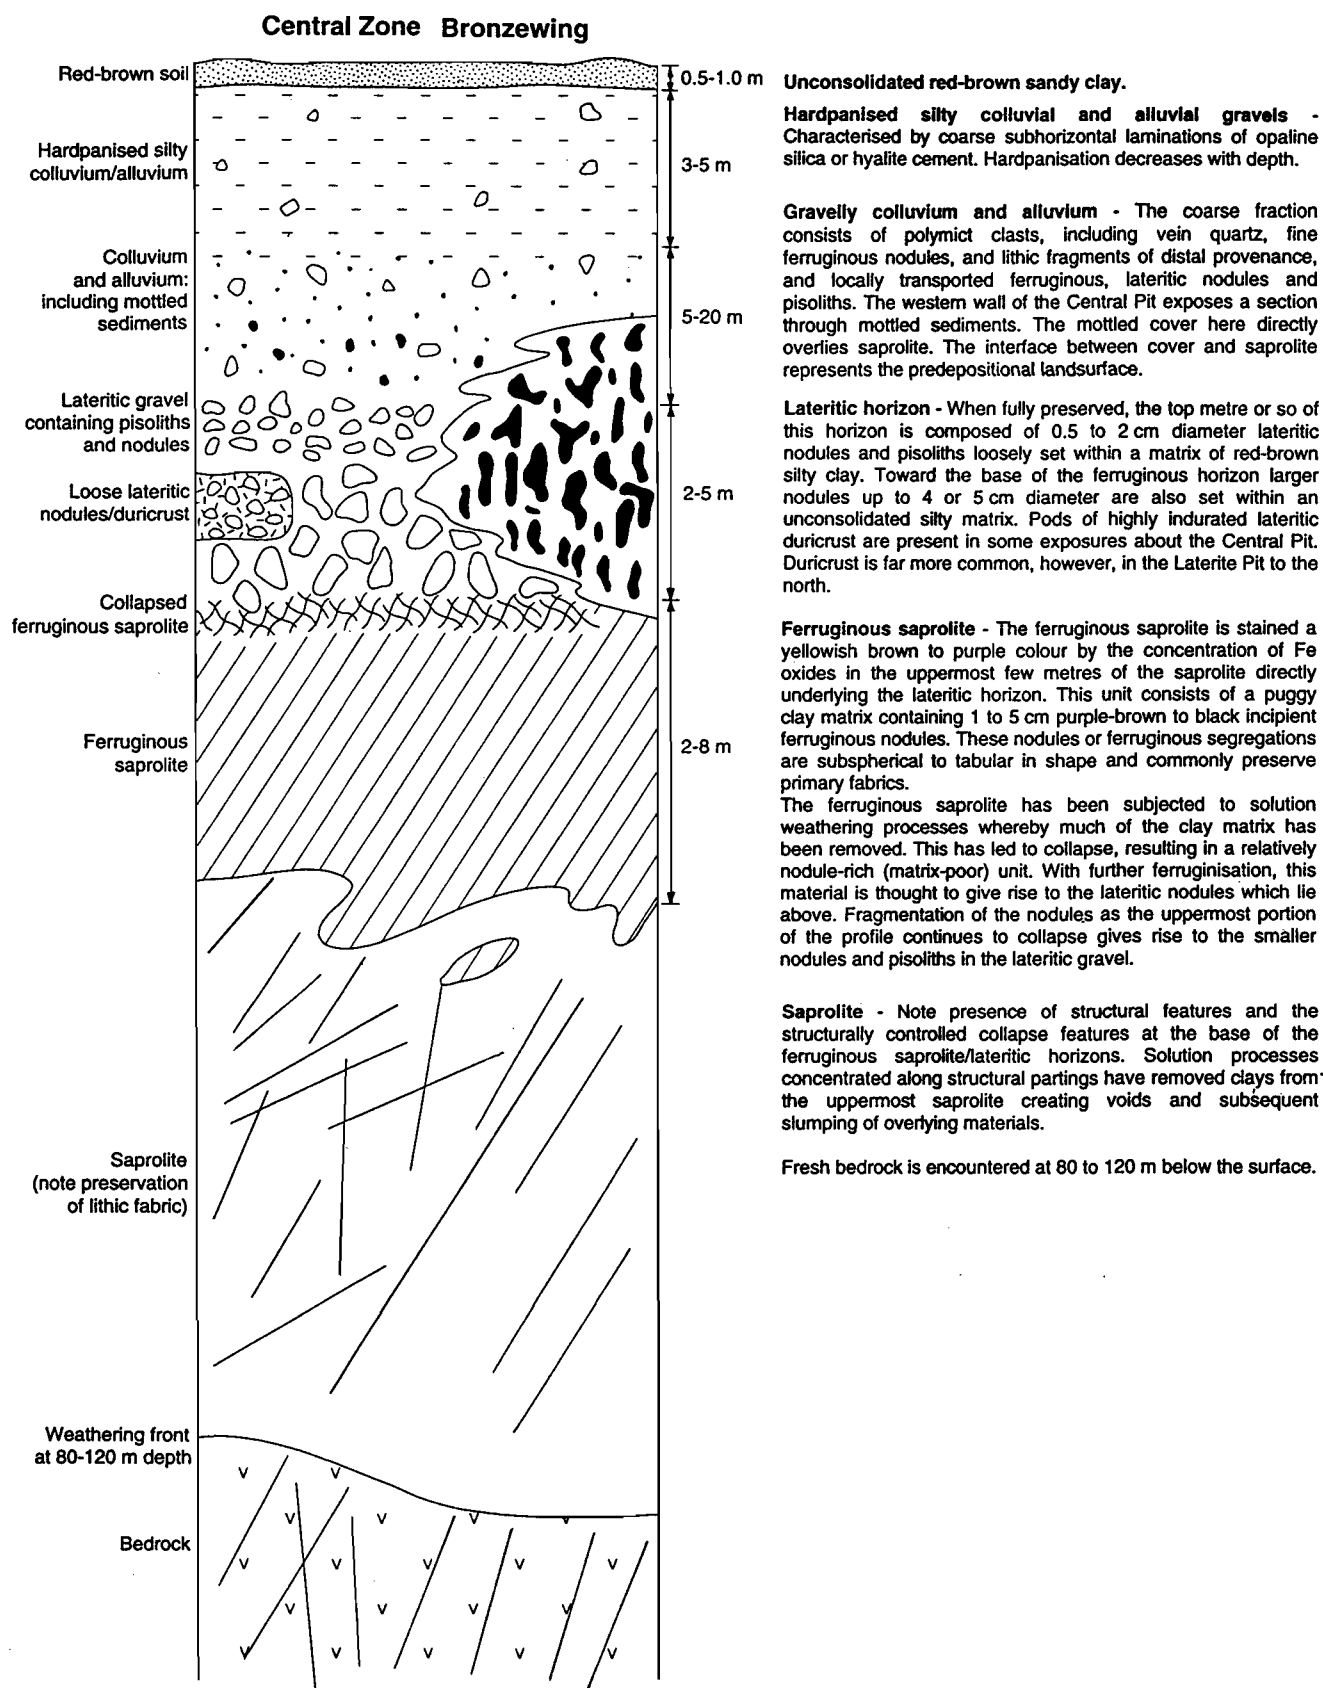 Central Zone Bronzewing
Red-brown soil
0.5-1.0 m
Unconsolidated red-brown sandy clay.
Hardpanised silty
colluvium/alluvium
3-5 m
Hardpanised silty colluvial and alluvial gravels -
Characterised by coarse subhorizontal laminations of opaline
silica or hyalite cement. Hardpanisation decreases with depth.
Colluvium
and alluvium:
including mottled
sediments
5-20 m
Gravelly colluvium and alluvium - The coarse fraction
consists of polymict clasts, including vein quartz, fine
ferruginous nodules, and lithic fragments of distal provenance,
and locally transported ferruginous, lateritic nodules and
pisoliths. The western wall of the Central Pit exposes a section
through mottled sediments. The mottled cover here directly
overlies saprolite. The interface between cover and saprolite
represents the predepositional landsurface.
Lateritic gravel
containing pisoliths
and nodules
Loose lateritic
nodules/duricrust
2-5 m
Lateritic horizon - When fully preserved, the top metre or so of
this horizon is composed of 0.5 to 2 cm diameter lateritic
nodules and pisoliths loosely set within a matrix of red-brown
silty clay. Toward the base of the ferruginous horizon larger
nodules up to 4 or 5 cm diameter are also set within an
unconsolidated silty matrix. Pods of highly indurated lateritic
duricrust are present in some exposures about the Central Pit.
Duricrust is far more common, however, in the Laterite Pit to the
north.
Collapsed
ferruginous saprolite
Ferruginous
saprolite
2-8 m
Ferruginous saprolite - The ferruginous saprolite is stained a
yellowish brown to purple colour by the concentration of Fe
oxides in the uppermost few metres of the saprolite directly
underlying the lateritic horizon. This unit consists of a puggy
clay matrix containing 1 to 5 cm purple-brown to black incipient
ferruginous nodules. These nodules or ferruginous segregations
are subspherical to tabular in shape and commonly preserve
primary fabrics.
The ferruginous saprolite has been subjected to solution
weathering processes whereby much of the clay matrix has
been removed. This has led to collapse, resulting in a relatively
nodule-rich (matrix-poor) unit. With further ferruginisation, this
material is thought to give rise to the lateritic nodules which lie
above. Fragmentation of the nodules as the uppermost portion
of the profile continues to collapse gives rise to the smaller
nodules and pisoliths in the lateritic gravel.
Saprolite
(note preservation
of lithic fabric)
Saprolite - Note presence of structural features and the
structurally controlled collapse features at the base of the
ferruginous saprolite/lateritic horizons. Solution processes
concentrated along structural partings have removed clays from
the uppermost saprolite creating voids and subsequent
slumping of overlying materials.
Fresh bedrock is encountered at 80 to 120 m below the surface.
Weathering front
at 80-120 m depth
Bedrock